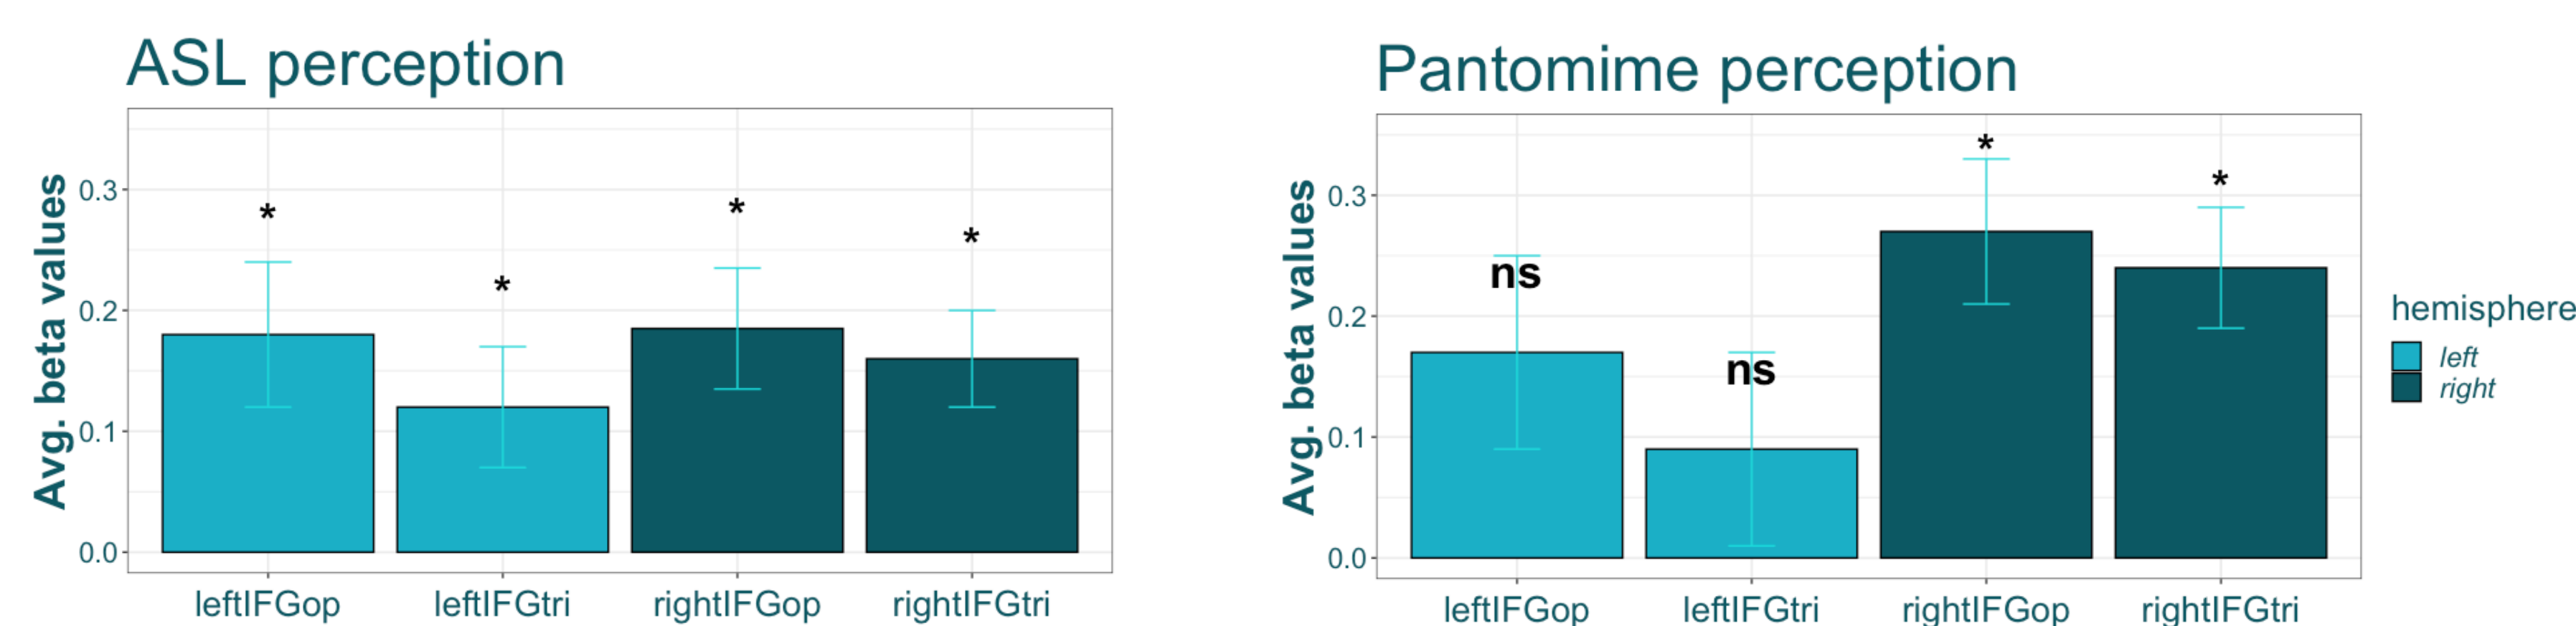 ASL perception
Avg. beta values
0.3
0.2
0.1
0.0
*
*
*
*
leftIFGop
leftIFGtri
rightIFGop
rightIFGtri
Pantomime perception
Avg. beta values
0.3
0.2
0.1
0.0
ns
ns
*
*
leftIFGop
leftIFGtri
rightIFGop
rightIFGtri
hemisphere
left
right